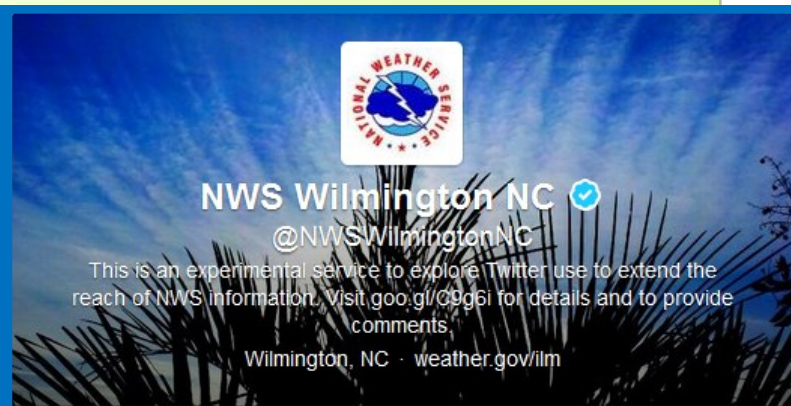 NATIONAL WEATHER SERVICE
NWS Wilmington NC
@NWSWilmingtonNC
This is an experimental service to explore Twitter use to extend the
reach of NWS information. Visit goo.gl/C9g6i for details and to provide
comments.
Wilmington, NC · weather.gov/ilm